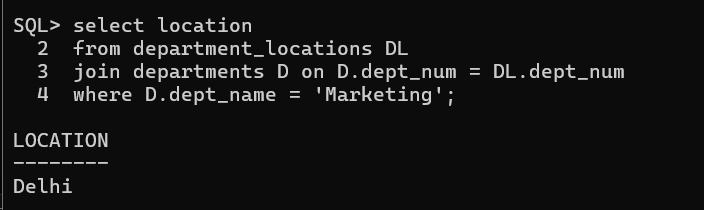 SQL> select location
  2  from department_locations DL
  3  join departments D on D.dept_num = DL.dept_num
  4  where D.dept_name = 'Marketing';
LOCATION
--------
Delhi